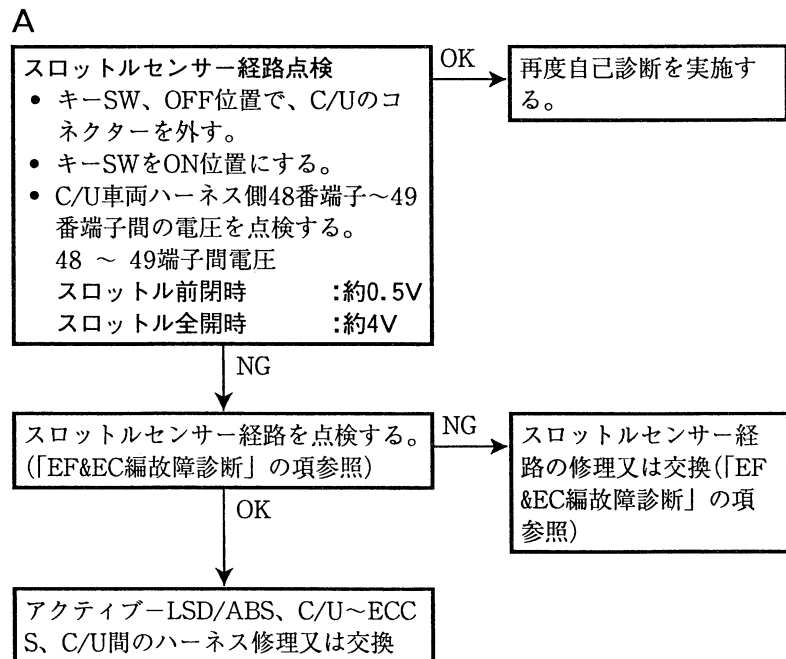 A
スロットルセンサー経路点検
• キーSW、OFF位置で、C/Uのコ
ネクターを外す。
• キーSWをON位置にする。
• C/U車両ハーネス側48番端子～49
番端子間の電圧を点検する。
48 ～ 49端子間電圧
スロットル前閉時 :約0.5V
スロットル全開時 :約4V
OK
再度自己診断を実施す
る。
NG
スロットルセンサー経路を点検する。
(「EF&EC編故障診断」の項参照)
NG
スロットルセンサー経
路の修理又は交換(「EF
&EC編故障診断」の項
参照)
OK
アクティブ－LSD/ABS、C/U～ECC
S、C/U間のハーネス修理又は交換